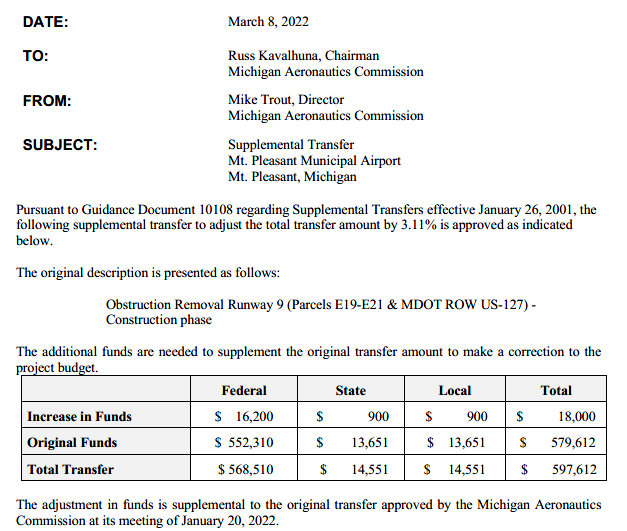 DATE: March 8, 2022
TO: Russ Kavalhuna, Chairman
Michigan Aeronautics Commission
FROM: Mike Trout, Director
Michigan Aeronautics Commission
SUBJECT: Supplemental Transfer
Mt. Pleasant Municipal Airport
Mt. Pleasant, Michigan
Pursuant to Guidance Document 10108 regarding Supplemental Transfers effective January 26, 2001, the
following supplemental transfer to adjust the total transfer amount by 3.11% is approved as indicated
below.
The original description is presented as follows:
Obstruction Removal Runway 9 (Parcels E19-E21 & MDOT ROW US-127) -
Construction phase
The additional funds are needed to supplement the original transfer amount to make a correction to the
project budget.
Federal State Local Total
Increase in Funds $ 16,200 $ 900 $ 900 $ 18,000
Original Funds $ 552,310 $ 13,651 $ 13,651 $ 579,612
Total Transfer $ 568,510 $ 14,551 $ 14,551 $ 597,612
The adjustment in funds is supplemental to the original transfer approved by the Michigan Aeronautics
Commission at its meeting of January 20, 2022.